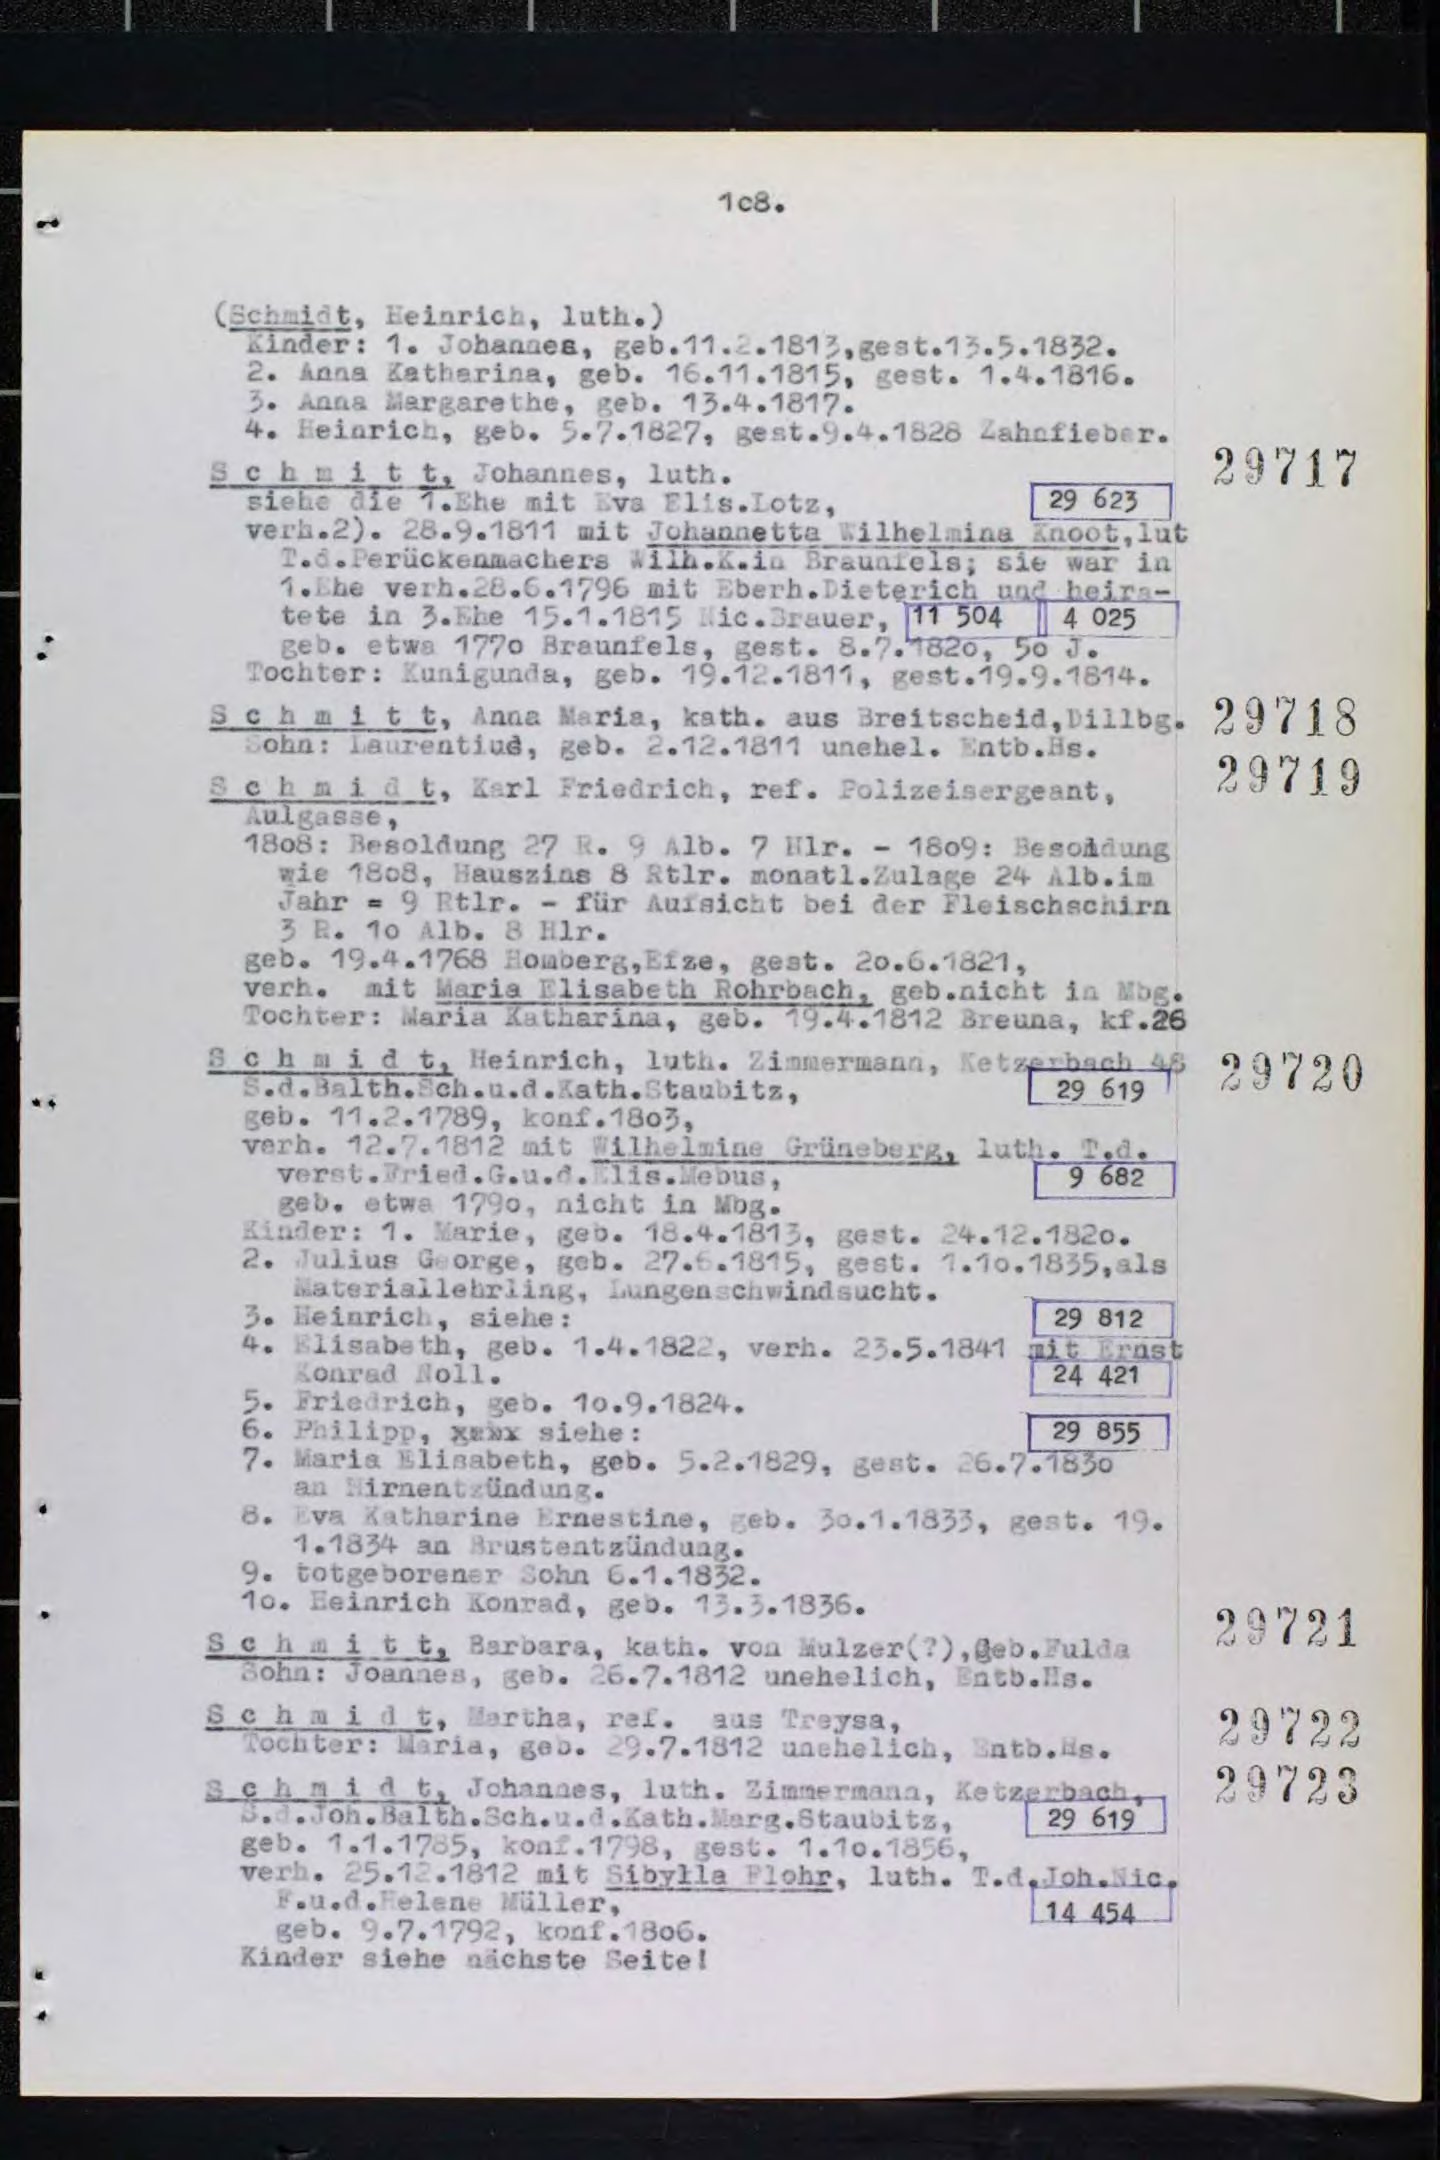 1o8.
(Schmidt, Heinrich, luth.)
Kinder: 1. Johannes, geb.11.2.1813,gest.13.5.1832.
2. Anna Katharina, geb. 16.11.1815, gest. 1.4.1816.
3. Anna Margarethe, geb. 13.4.1817.
4. Heinrich, geb. 5.7.1827, gest.9.4.1828 Zahnfieber.
S c h m i t t, Johannes, luth. 29717
siehe die 1.Ehe mit Eva Elis.Lotz, 29 623
verh.2). 28.9.1811 mit Johannetta Wilhelmina Knoot,lut
T.d.Perückenmachers Wilh.K.in Braunfels; sie war in
1.Ehe verh.28.6.1796 mit Eberh.Dieterich und heira-
tete in 3.Ehe 15.1.1815 Nic.Brauer, 11 504 4 025
geb. etwa 177o Braunfels, gest. 8.7.182o, 5o J.
Tochter: Kunigunda, geb. 19.12.1811, gest.19.9.1814.
S c h m i t t, Anna Maria, kath. aus Breitscheid,Dillbg. 29718
Sohn: Laurentius, geb. 2.12.1811 unehel. Entb.Hs.
S c h m i d t, Karl Friedrich, ref. Polizeisergeant, 29719
Aulgasse,
18o8: Besoldung 27 R. 9 Alb. 7 Hlr. - 18o9: Besoldung
wie 18o8, Hauszins 8 Rtlr. monatl.Zulage 24 Alb.im
Jahr = 9 Rtlr. - für Aufsicht bei der Fleischschirn
3 R. 1o Alb. 8 Hlr.
geb. 19.4.1768 Homberg,Efze, gest. 2o.6.1821,
verh. mit Maria Elisabeth Rohrbach, geb.nicht in Mbg.
Tochter: Maria Katharina, geb. 19.4.1812 Breuna, kf.26
S c h m i d t, Heinrich, luth. Zimmermann, Ketzerbach 48 29720
S.d.Balth.Sch.u.d.Kath.Staubitz, 29 619
geb. 11.2.1789, konf.18o3,
verh. 12.7.1812 mit Wilhelmine Grüneberg, luth. T.d.
verst.Fried.G.u.d.Elis.Mebus, 9 682
geb. etwa 179o, nicht in Mbg.
Kinder: 1. Marie, geb. 18.4.1813, gest. 24.12.182o.
2. Julius George, geb. 27.6.1815, gest. 1.1o.1835,als
Materiallehrling, Lungenschwindsucht.
3. Heinrich, siehe: 29 812
4. Elisabeth, geb. 1.4.1822, verh. 23.5.1841 mit Ernst
Konrad Noll. 24 421
5. Friedrich, geb. 1o.9.1824.
6. Philipp, siehe: 29 855
7. Maria Elisabeth, geb. 5.2.1829, gest. 26.7.183o
an Hirnentzündung.
8. Eva Katharine Ernestine, geb. 3o.1.1833, gest. 19.
1.1834 an Brustentzündung.
9. totgeborener Sohn 6.1.1832.
1o. Heinrich Konrad, geb. 13.3.1836.
S c h m i t t, Barbara, kath. von Mulzer(?),Geb.Fulda 29721
Sohn: Joannes, geb. 26.7.1812 unehelich, Entb.Hs.
S c h m i d t, Martha, ref. aus Treysa, 29722
Tochter: Maria, geb. 29.7.1812 unehelich, Entb.Hs.
S c h m i d t, Johannes, luth. Zimmermann, Ketzerbach, 29723
S.d.Joh.Balth.Sch.u.d.Kath.Marg.Staubitz, 29 619
geb. 1.1.1785, konf.1798, gest. 1.1o.1856,
verh. 25.12.1812 mit Sibylla Flohr, luth. T.d.Joh.Nic.
F.u.d.Helene Müller, 14 454
geb. 9.7.1792, konf.18o6.
Kinder siehe nächste Seite!